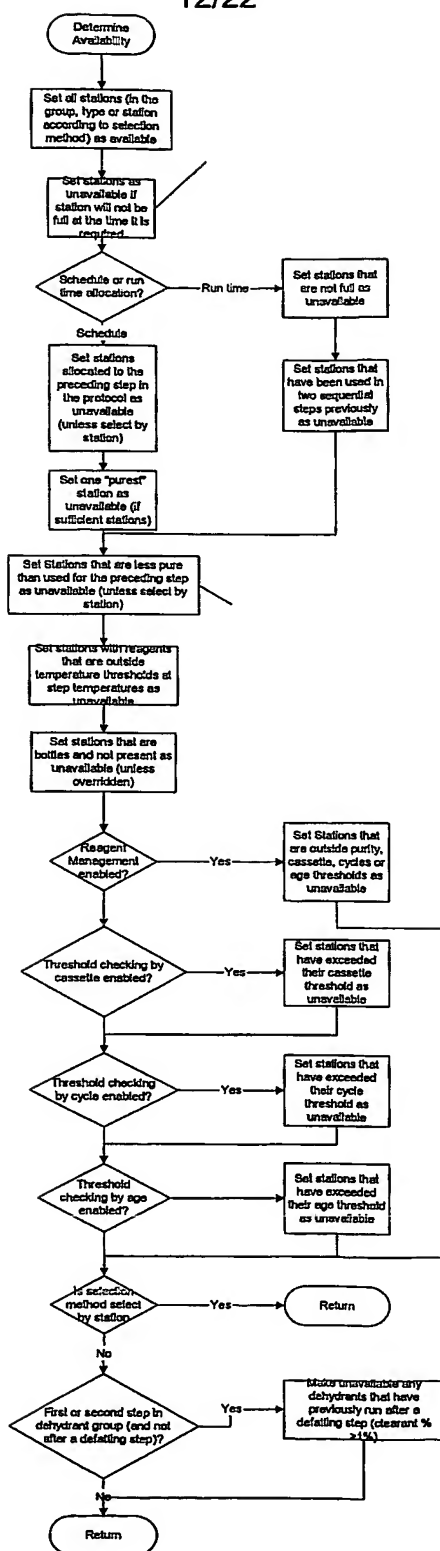 12/22
Determine
Availability
Set all stations (in the
group, type or station
according to selection
method) as available
Set stations as
unavailable if
station will not be
full at the time it is
required
Schedule or run
time allocation?
Run time
Set stations that
are not full as
unavailable
Schedule
Set stations
allocated to the
preceding step in
the protocol as
unavailable
(unless select by
station)
Set stations that
have been used in
two sequential
steps previously
as unavailable
Set one "purest"
station as
unavailable (if
sufficient stations)
Set Stations that are less pure
than used for the preceding step
as unavailable (unless select by
station)
Set stations with reagents
that are outside
temperature thresholds at
step temperatures as
unavailable
Set stations that are
bottles and not present as
unavailable (unless
overridden)
Reagent
Management
enabled?
Yes
Set Stations that
are outside purity,
cassette, cycles or
age thresholds as
unavailable
Threshold checking by
cassette enabled?
Yes
Set stations that
have exceeded
their cassette
threshold as
unavailable
Threshold checking
by cycle enabled?
Yes
Set stations that
have exceeded
their cycle
threshold as
unavailable
Threshold
checking by age
enabled?
Set stations that
have exceeded
their age threshold
as unavailable
Is selection
method select
by station
Yes
Return
No
First or second step in
dehydrant group (and not
after a defatting step)?
Yes
Make unavailable any
dehydrants that have
previously run after a
defatting step (clearant %
>1%)
No
Return